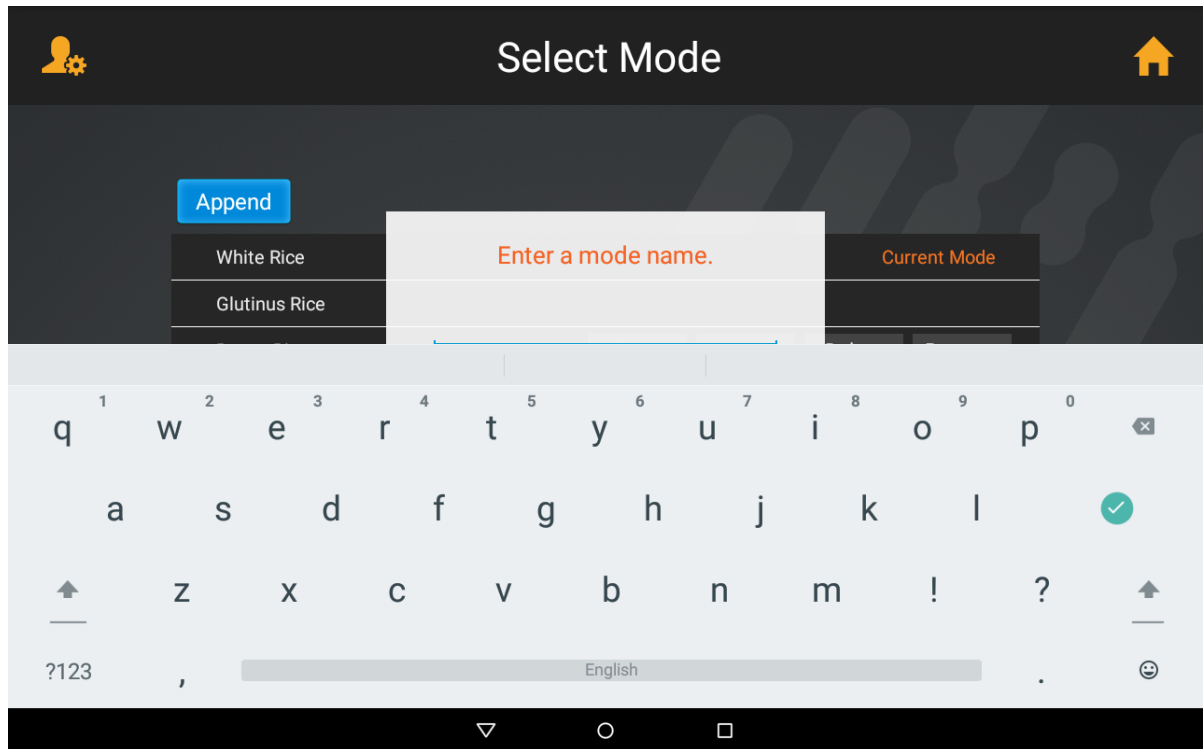 Select Mode
Append
Enter a mode name.
White Rice Current Mode
Glutinus Rice
1 2 3 4 5 6 7 8 9 0
q w e r t y u i o p
a s d f g h j k l
z x c v b n m ! ?
?123 , English .